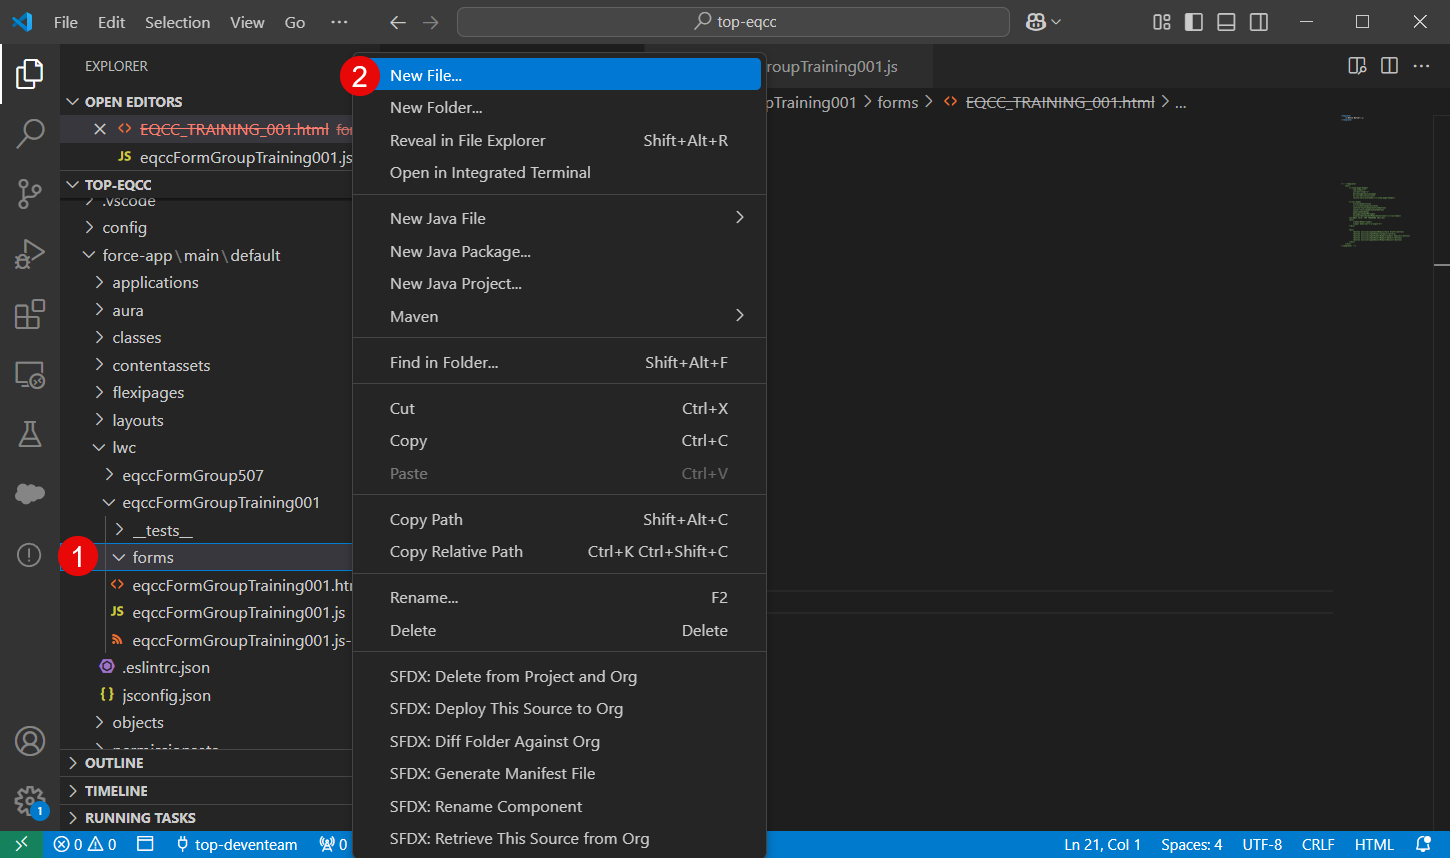 File Edit Selection View Go ··· top-eqcc
EXPLORER
OPEN EDITORS
EQCC_TRAINING_001.html for
JS eqccFormGroupTraining001.js
TOP-EQCC
.vscode
config
force-app\main\default
applications
aura
classes
contentassets
flexipages
layouts
lwc
eqccFormGroup507
eqccFormGroupTraining001
__tests__
1 forms
eqccFormGroupTraining001.htm
JS eqccFormGroupTraining001.js
eqccFormGroupTraining001.js-
.eslintrc.json
{} jsconfig.json
objects
permissionsets
OUTLINE
TIMELINE
RUNNING TASKS
1
2 New File...
New Folder...
Reveal in File Explorer Shift+Alt+R
Open in Integrated Terminal
New Java File
New Java Package...
New Java Project...
Maven
Find in Folder... Shift+Alt+F
Cut Ctrl+X
Copy Ctrl+C
Paste Ctrl+V
Copy Path Shift+Alt+C
Copy Relative Path Ctrl+K Ctrl+Shift+C
Rename... F2
Delete Delete
SFDX: Delete from Project and Org
SFDX: Deploy This Source to Org
SFDX: Diff Folder Against Org
SFDX: Generate Manifest File
SFDX: Rename Component
SFDX: Retrieve This Source from Org
roupTraining001.js
pTraining001 > forms > EQCC_TRAINING_001.html > ...
0 0 top-deventeam 0 Ln 21, Col 1 Spaces: 4 UTF-8 CRLF HTML